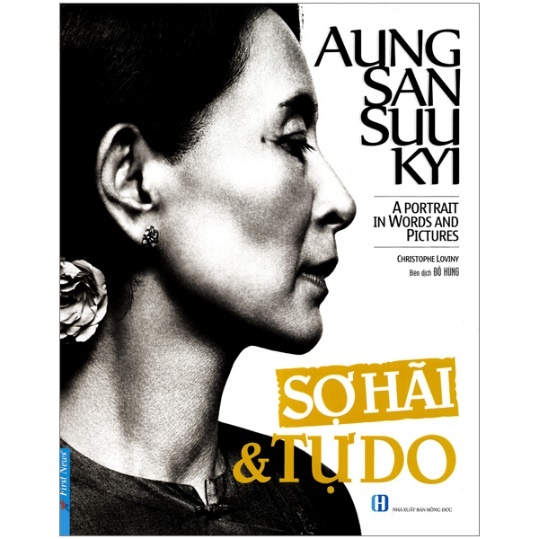 AUNG
SAN
SUU
KYI
A PORTRAIT
IN WORDS AND
PICTURES
CHRISTOPHE LOVINY
Biên dịch ĐỖ HÙNG
SỢ HÃI
& TỰ DO
First News
H
NHÀ XUẤT BẢN HỒNG ĐỨC